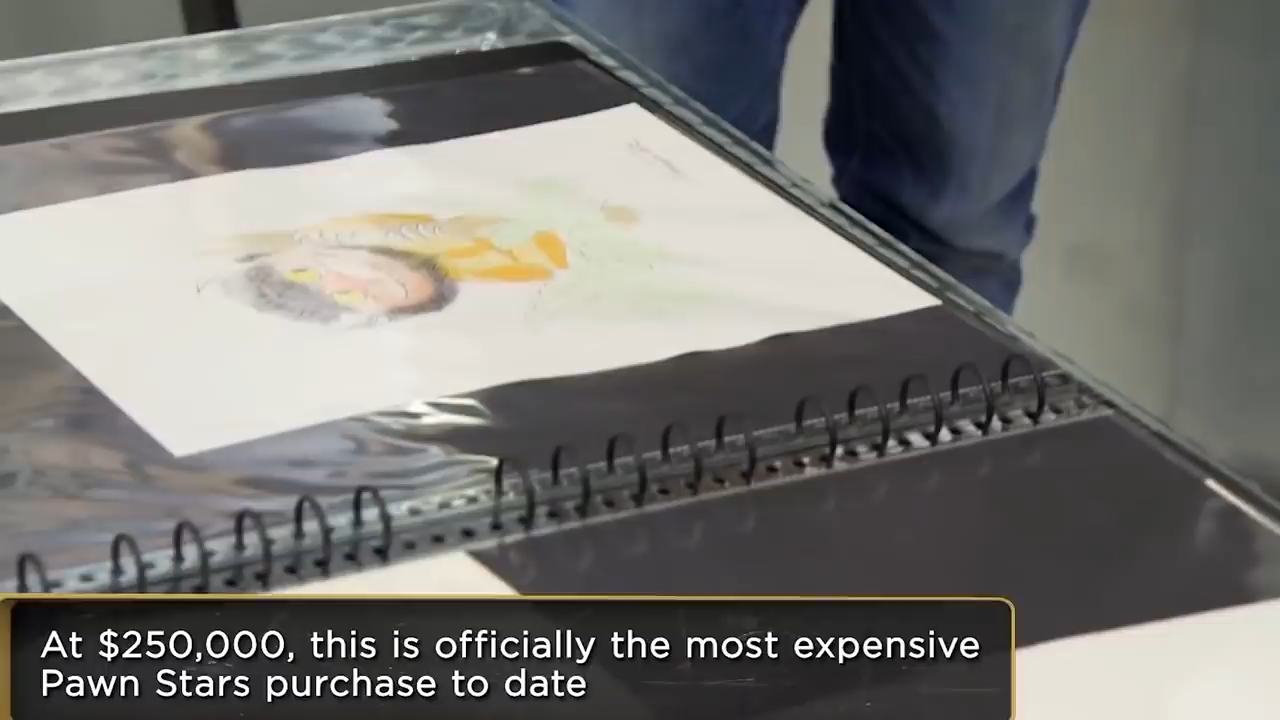 At $250,000, this is officially the most expensive
Pawn Stars purchase to date